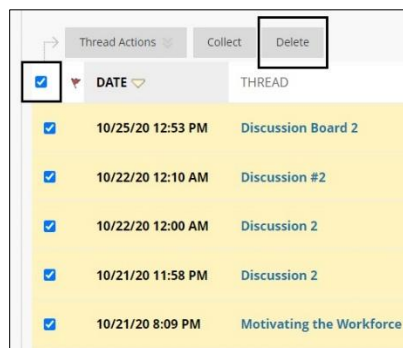 Thread Actions Collect Delete
DATE THREAD
10/25/20 12:53 PM Discussion Board 2
10/22/20 12:10 AM Discussion #2
10/22/20 12:00 AM Discussion 2
10/21/20 11:58 PM Discussion 2
10/21/20 8:09 PM Motivating the Workforce